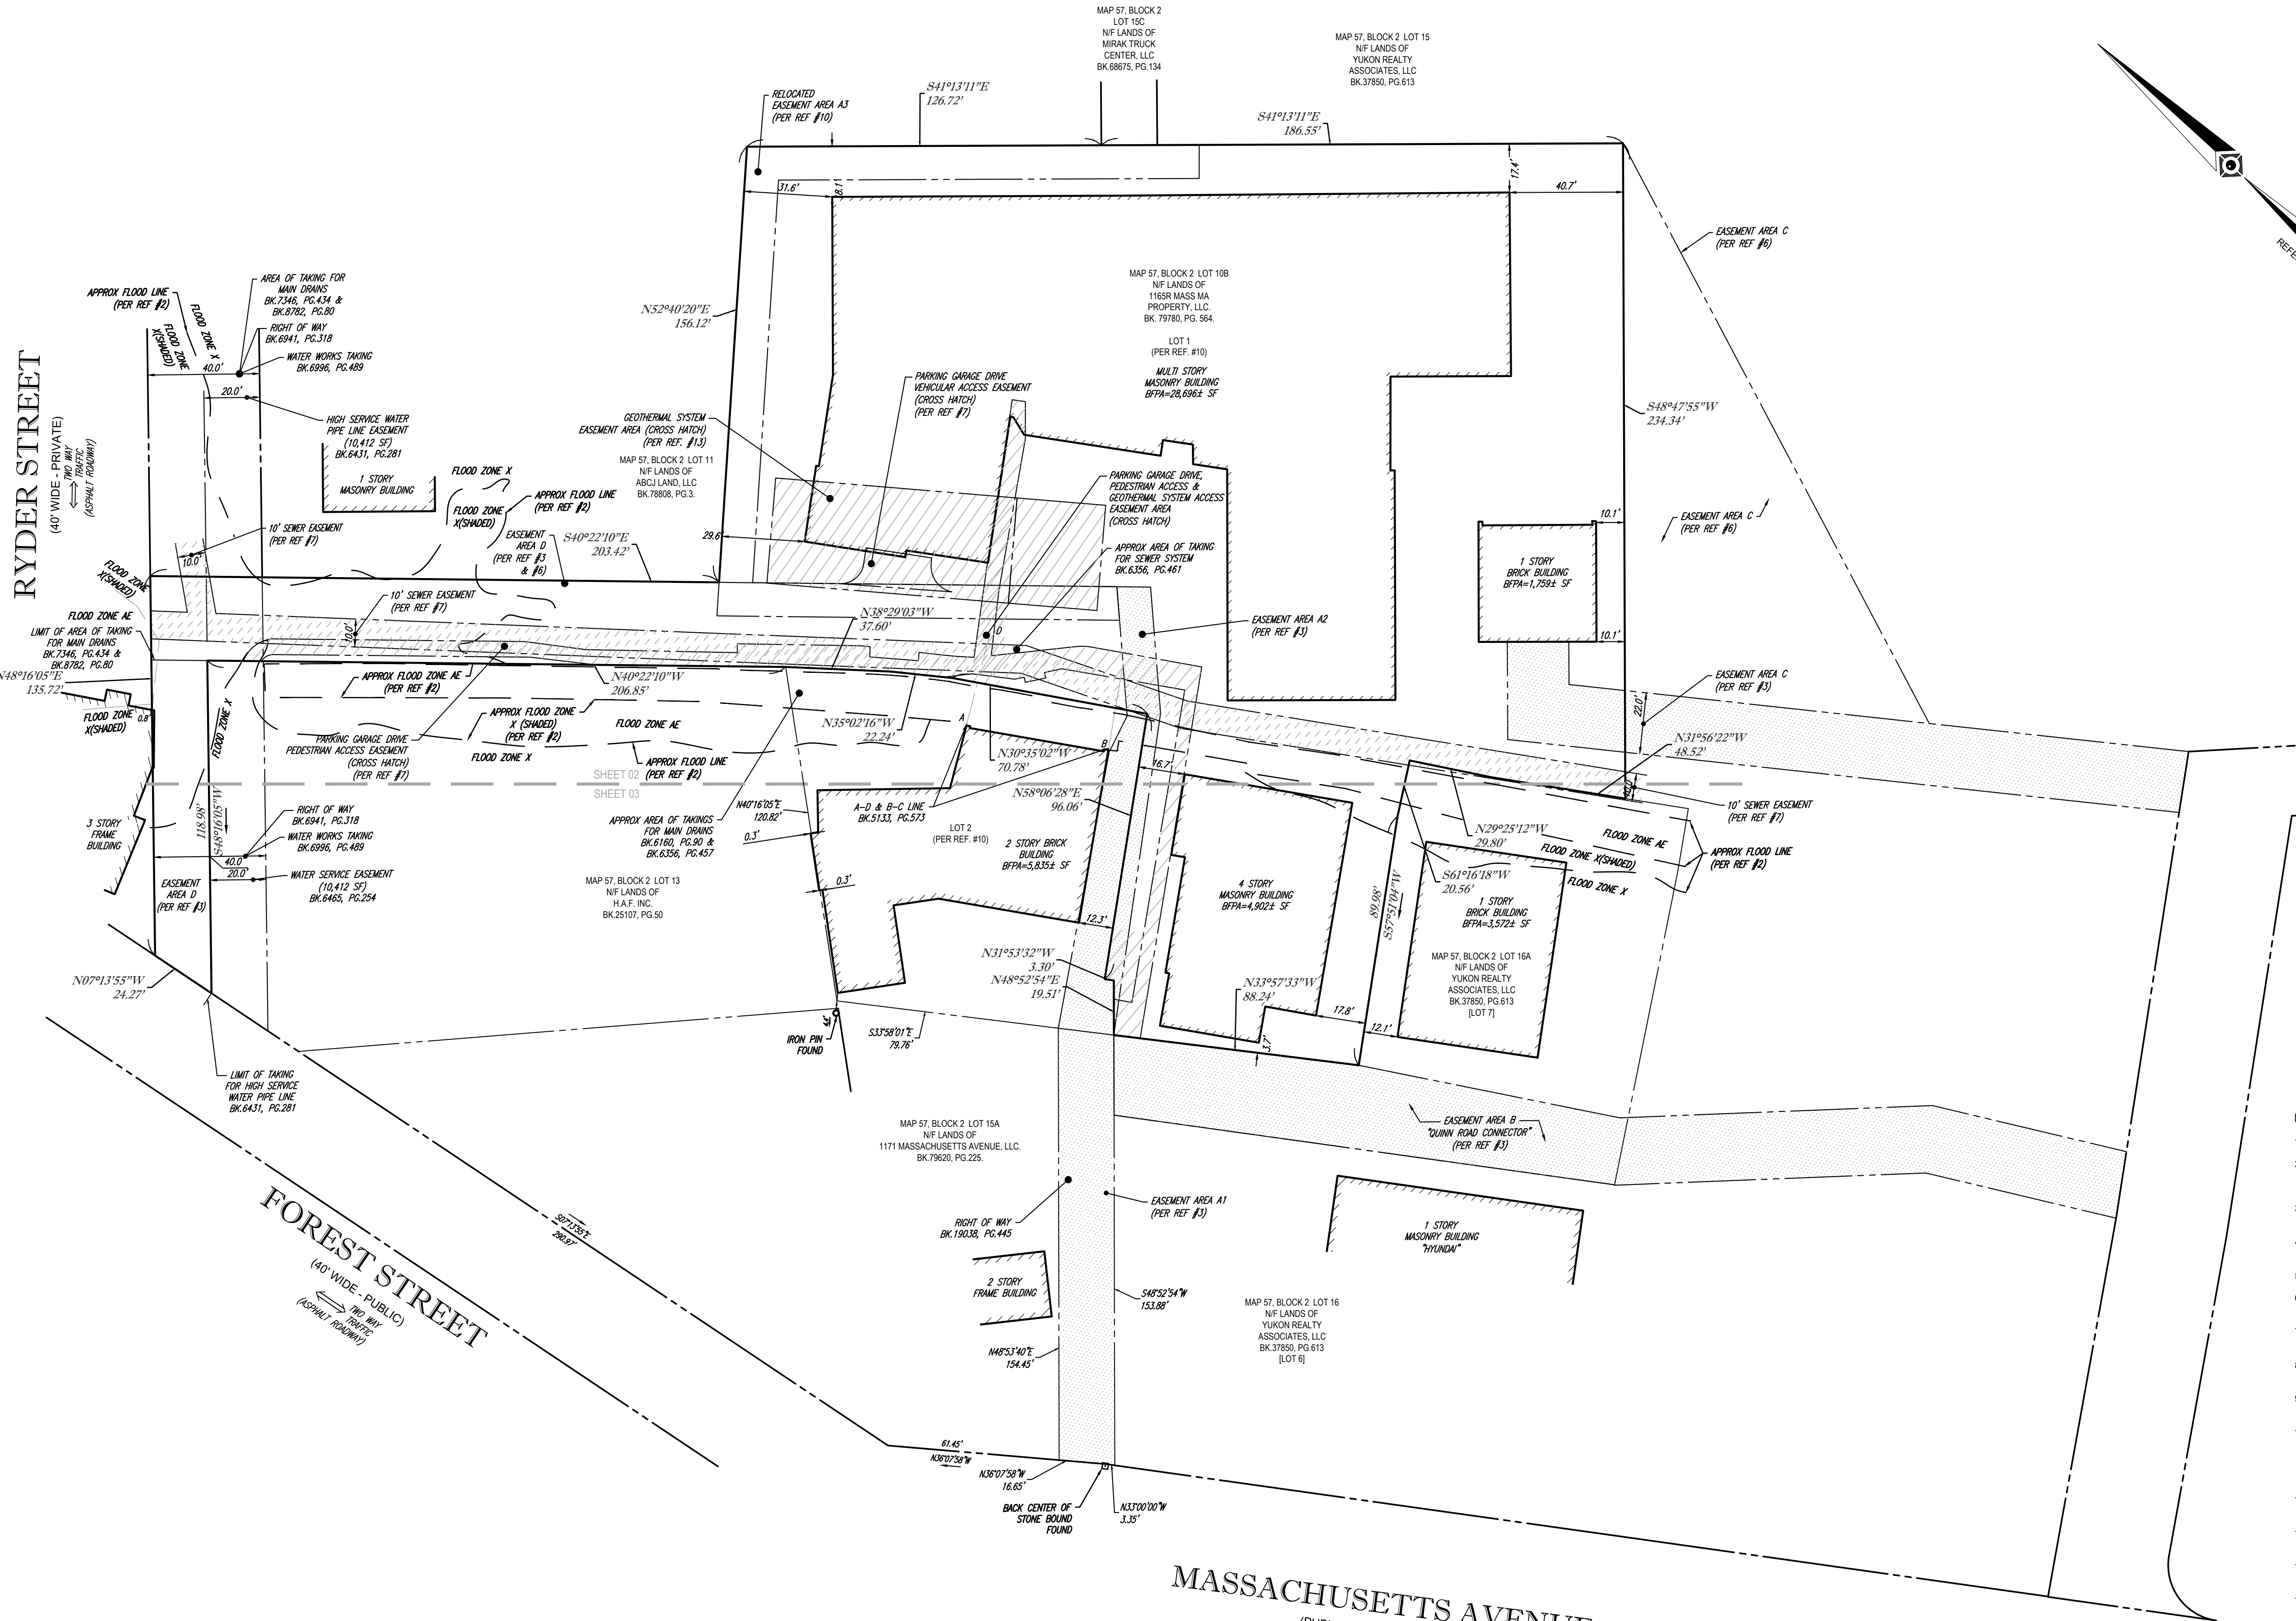 MAP 57, BLOCK 2
LOT 15C
N/F LANDS OF
MIRAK TRUCK
CENTER, LLC
BK.68675, PG.134
MAP 57, BLOCK 2  LOT 15
N/F LANDS OF
YUKON REALTY
ASSOCIATES, LLC
BK.37850, PG.613
RELOCATED
EASEMENT AREA A3
(PER REF #10)
S41°13'11"E
126.72'
S41°13'11"E
186.55'
17.4'
31.6'
40.7'
EASEMENT AREA C
(PER REF #6)
MAP 57, BLOCK 2  LOT 10B
N/F LANDS OF
1165R MASS MA
PROPERTY, LLC.
BK. 79780, PG. 564.
LOT 1
(PER REF. #10)
MULTI STORY
MASONRY BUILDING
BFPA=28,696± SF
N52°40'20"E
156.12'
APPROX FLOOD LINE
(PER REF #2)
FLOOD ZONE X
FLOOD ZONE
X(SHADED)
AREA OF TAKING FOR
MAIN DRAINS
BK.7346, PG.434 &
BK.8782, PG.80
RIGHT OF WAY
BK.6941, PG.318
WATER WORKS TAKING
BK.6996, PG.489
40.0'
20.0'
HIGH SERVICE WATER
PIPE LINE EASEMENT
(10,412 SF)
BK.6431, PG.281
1 STORY
MASONRY BUILDING
RYDER STREET
(40' WIDE - PRIVATE)
TWO WAY
TRAFFIC
(ASPHALT ROADWAY)
PARKING GARAGE DRIVE
VEHICULAR ACCESS EASEMENT
(CROSS HATCH)
(PER REF #7)
GEOTHERMAL SYSTEM
EASEMENT AREA (CROSS HATCH)
(PER REF. #13)
MAP 57, BLOCK 2  LOT 11
N/F LANDS OF
ABCJ LAND, LLC
BK.78808, PG.3.
S48°47'55"W
234.34'
FLOOD ZONE X
FLOOD ZONE
X(SHADED)
APPROX FLOOD LINE
(PER REF #2)
PARKING GARAGE DRIVE,
PEDESTRIAN ACCESS &
GEOTHERMAL SYSTEM ACCESS
EASEMENT AREA
(CROSS HATCH)
EASEMENT AREA C
(PER REF #6)
10.1'
10' SEWER EASEMENT
(PER REF #7)
10.0'
EASEMENT
AREA D
(PER REF #3
& #6)
S40°22'10"E
203.42'
29.6'
APPROX AREA OF TAKING
FOR SEWER SYSTEM
BK.6356, PG.461
1 STORY
BRICK BUILDING
BFPA=1,759± SF
FLOOD ZONE
X(SHADED)
10' SEWER EASEMENT
(PER REF #7)
10.0'
FLOOD ZONE AE
LIMIT OF AREA OF TAKING
FOR MAIN DRAINS
BK.7346, PG.434 &
BK.8782, PG.80
N38°29'03"W
37.60'
D
EASEMENT AREA A2
(PER REF #3)
10.1'
N48°16'05"E
135.72'
APPROX FLOOD ZONE AE
(PER REF #2)
N40°22'10"W
206.85'
EASEMENT AREA C
(PER REF #3)
22.0'
FLOOD ZONE
X(SHADED)
0.8'
FLOOD ZONE X
APPROX FLOOD ZONE
X (SHADED)
(PER REF #2)
FLOOD ZONE AE
N35°02'16"W
22.24'
A
B
PARKING GARAGE DRIVE
PEDESTRIAN ACCESS EASEMENT
(CROSS HATCH)
(PER REF #7)
FLOOD ZONE X
APPROX FLOOD LINE
(PER REF #2)
N30°35'02"W
70.78'
16.7'
N31°56'22"W
48.52'
10.0'
SHEET 02
SHEET 03
118.98'
S48°16'05"W
RIGHT OF WAY
BK.6941, PG.318
WATER WORKS TAKING
BK.6996, PG.489
40.0'
20.0'
WATER SERVICE EASEMENT
(10,412 SF)
BK.6465, PG.254
3 STORY
FRAME
BUILDING
EASEMENT
AREA D
(PER REF #3)
APPROX AREA OF TAKINGS
FOR MAIN DRAINS
BK.6160, PG.90 &
BK.6356, PG.457
N40°16'05"E
120.82'
0.3'
A-D & B-C LINE
BK.5133, PG.573
LOT 2
(PER REF. #10)
2 STORY BRICK
BUILDING
BFPA=5,835± SF
N58°06'28"E
96.06'
10' SEWER EASEMENT
(PER REF #7)
N29°25'12"W
29.80'
FLOOD ZONE AE
FLOOD ZONE X(SHADED)
FLOOD ZONE X
APPROX FLOOD LINE
(PER REF #2)
S61°16'18"W
20.56'
MAP 57, BLOCK 2  LOT 13
N/F LANDS OF
H.A.F. INC.
BK.25107, PG.50
0.3'
4 STORY
MASONRY BUILDING
BFPA=4,902± SF
89.98'
S57°51'04"W
1 STORY
BRICK BUILDING
BFPA=3,572± SF
MAP 57, BLOCK 2  LOT 16A
N/F LANDS OF
YUKON REALTY
ASSOCIATES, LLC
BK.37850, PG.613
[LOT 7]
12.3'
N31°53'32"W
3.30'
N48°52'54"E
19.51'
N33°57'33"W
88.24'
N07°13'55"W
24.27'
17.8'
12.1'
3.7'
IRON PIN
FOUND
S33°58'01"E
79.76'
LIMIT OF TAKING
FOR HIGH SERVICE
WATER PIPE LINE
BK.6431, PG.281
MAP 57, BLOCK 2  LOT 15A
N/F LANDS OF
1171 MASSACHUSETTS AVENUE, LLC.
BK.79620, PG.225.
EASEMENT AREA B
"QUINN ROAD CONNECTOR"
(PER REF #3)
FOREST STREET
(40' WIDE - PUBLIC)
TWO WAY
TRAFFIC
(ASPHALT ROADWAY)
S07°13'55"E
290.97'
RIGHT OF WAY
BK.19038, PG.445
EASEMENT AREA A1
(PER REF #3)
1 STORY
MASONRY BUILDING
"HYUNDAI"
2 STORY
FRAME BUILDING
S48°52'54"W
153.88'
MAP 57, BLOCK 2  LOT 16
N/F LANDS OF
YUKON REALTY
ASSOCIATES, LLC
BK.37850, PG.613
[LOT 6]
N48°53'40"E
154.45'
61.45'
N36°07'58"W
N36°07'58"W
16.65'
BACK CENTER OF
STONE BOUND
FOUND
N33°00'00"W
3.35'
MASSACHUSETTS AVENUE